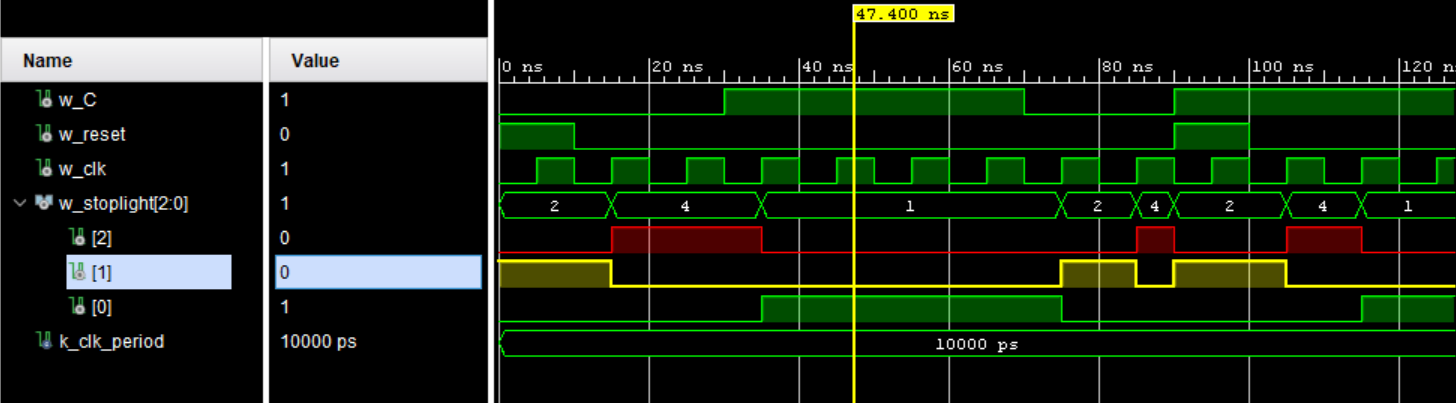 47.400 ns
Name Value
0 ns 20 ns 40 ns 60 ns 80 ns 100 ns 120 n
w_C 1
w_reset 0
w_clk 1
w_stoplight[2:0] 1 2 4 1 2 4 2 4 1
[2] 0
[1] 0
[0] 1
k_clk_period 10000 ps 10000 ps